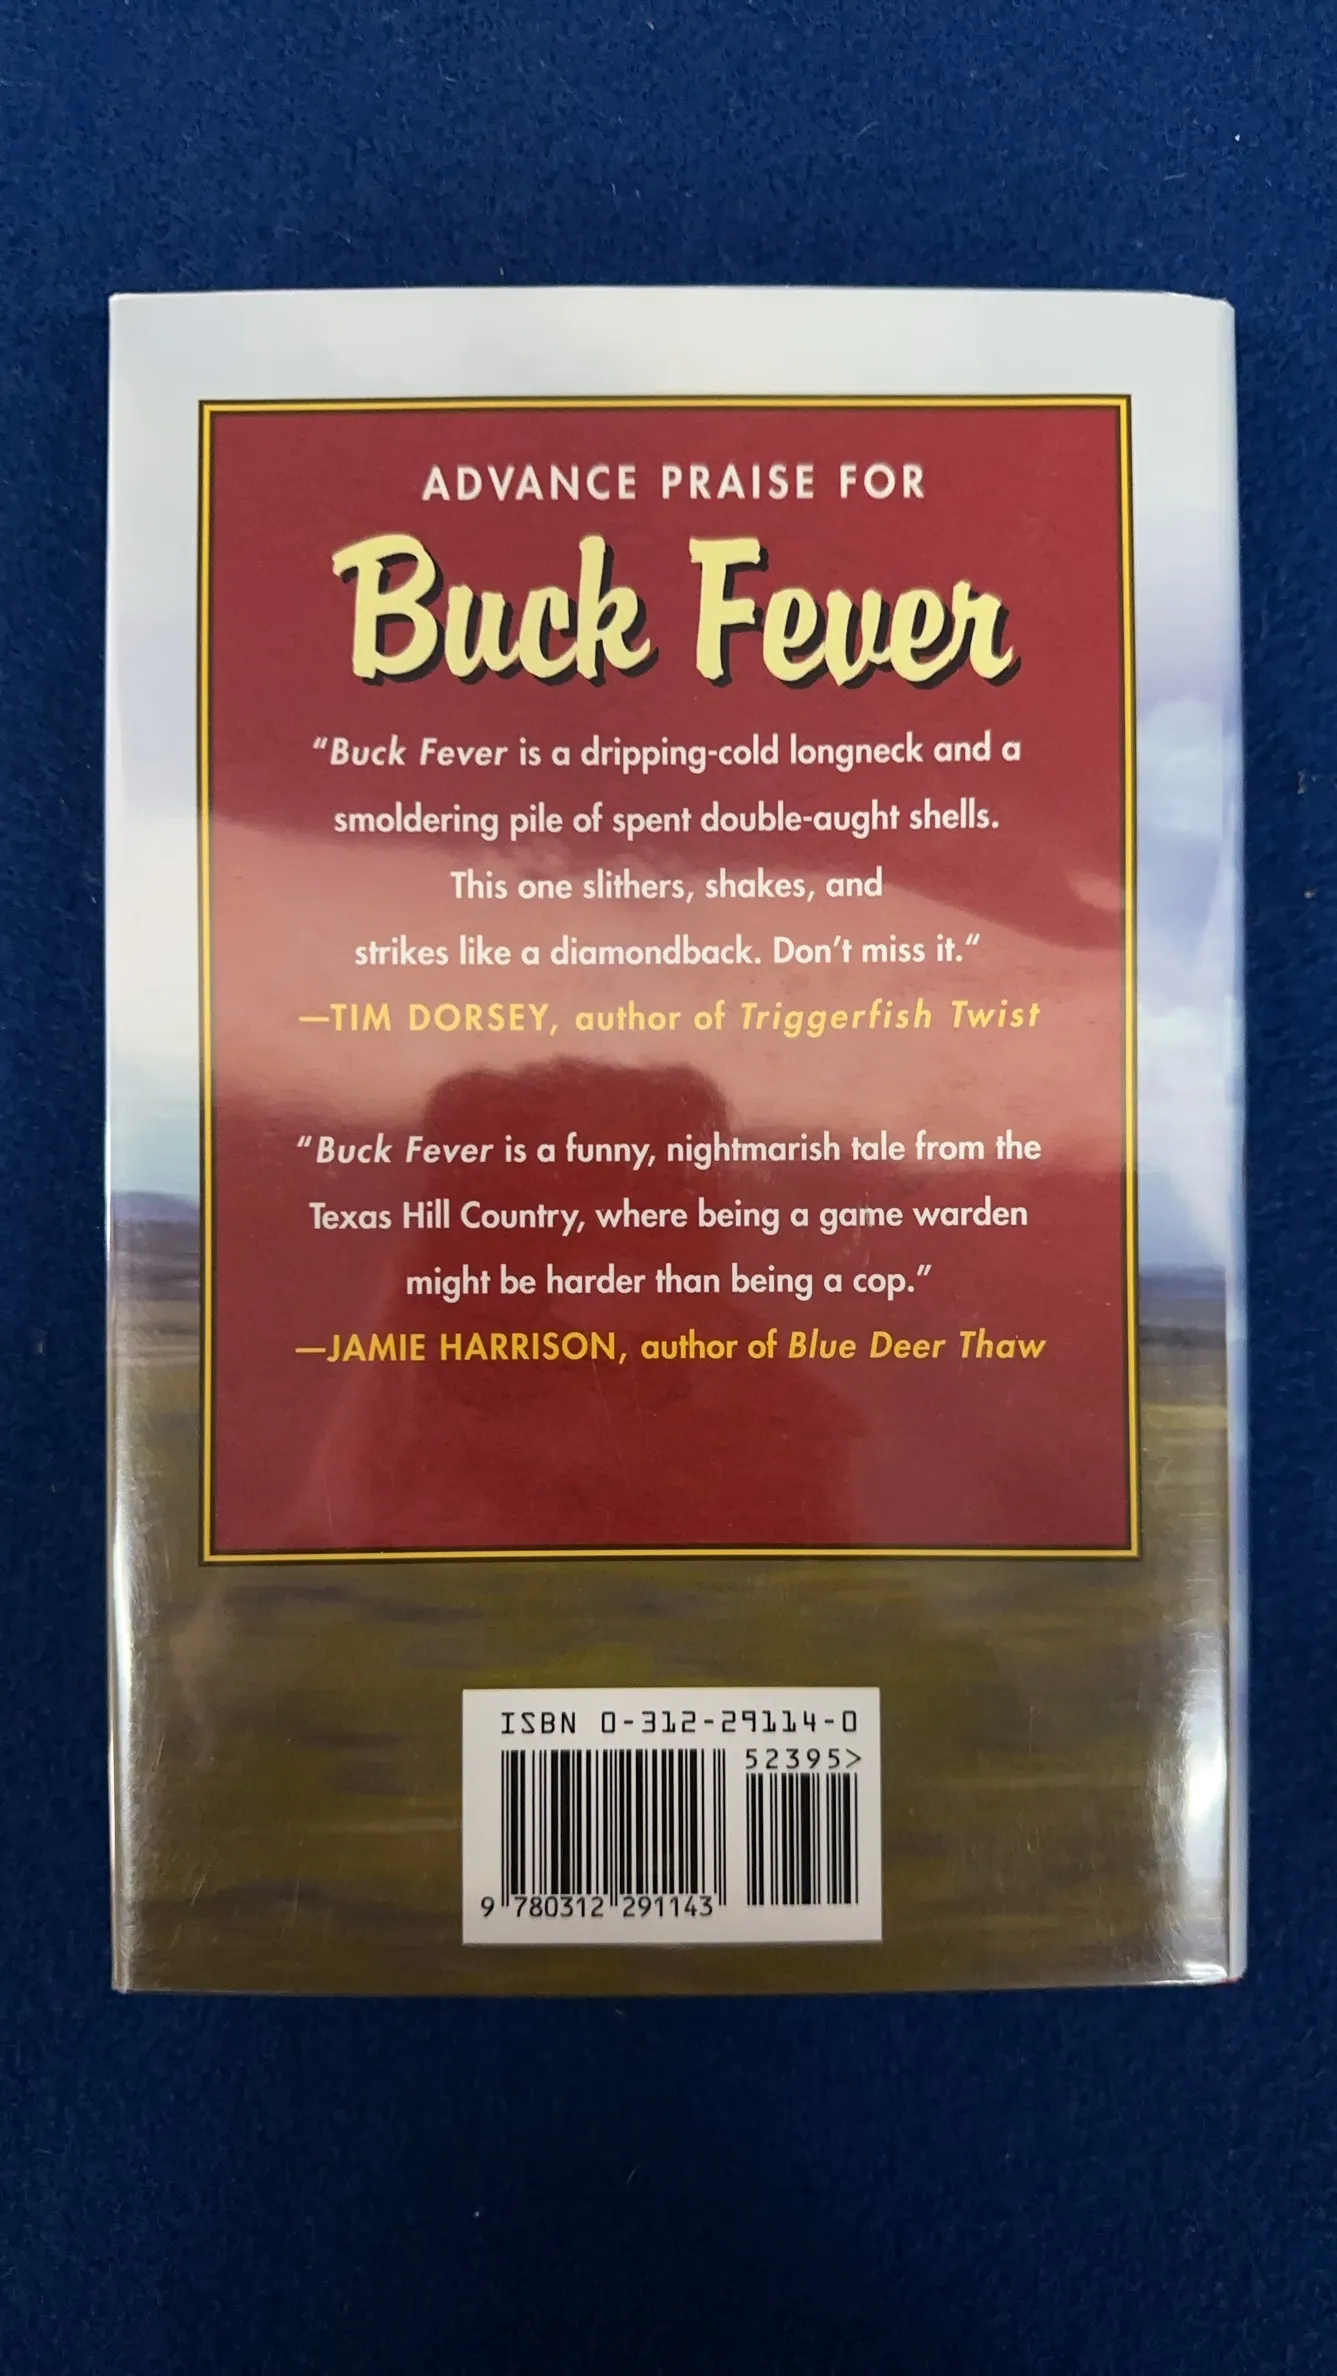 ADVANCE PRAISE FOR
Buck Fever
"Buck Fever is a dripping-cold longneck and a
smoldering pile of spent double-aught shells.
This one slithers, shakes, and
strikes like a diamondback. Don't miss it."
—TIM DORSEY, author of Triggerfish Twist
"Buck Fever is a funny, nightmarish tale from the
Texas Hill Country, where being a game warden
might be harder than being a cop."
—JAMIE HARRISON, author of Blue Deer Thaw
ISBN 0-312-29114-0
52395>
9 780312 291143